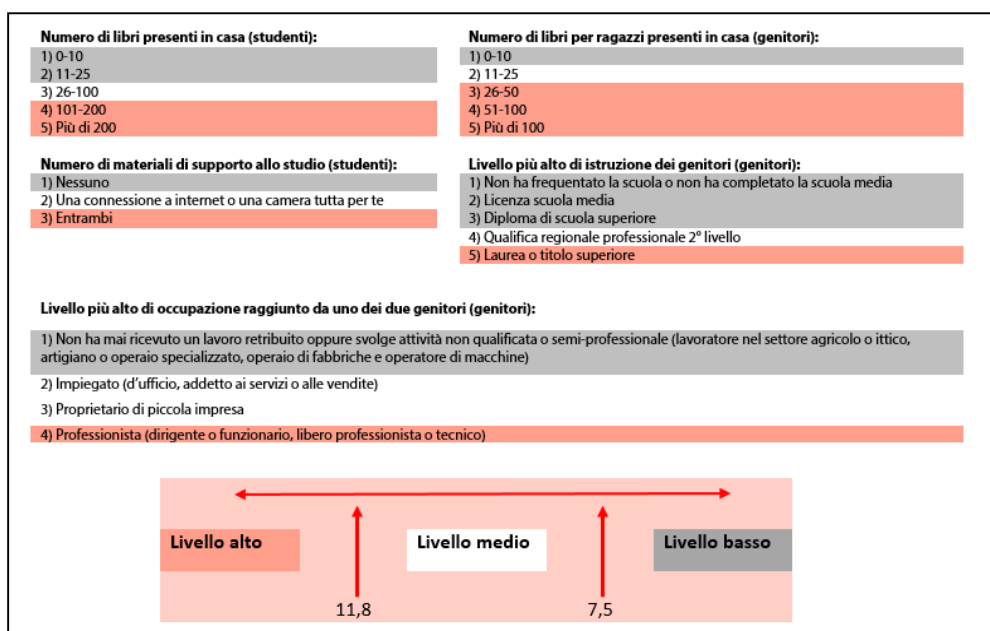 Numero di libri presenti in casa (studenti):
1) 0-10
2) 11-25
3) 26-100
4) 101-200
5) Più di 200
Numero di libri per ragazzi presenti in casa (genitori):
1) 0-10
2) 11-25
3) 26-50
4) 51-100
5) Più di 100
Numero di materiali di supporto allo studio (studenti):
1) Nessuno
2) Una connessione a internet o una camera tutta per te
3) Entrambi
Livello più alto di istruzione dei genitori (genitori):
1) Non ha frequentato la scuola o non ha completato la scuola media
2) Licenza scuola media
3) Diploma di scuola superiore
4) Qualifica regionale professionale 2° livello
5) Laurea o titolo superiore
Livello più alto di occupazione raggiunto da uno dei due genitori (genitori):
1) Non ha mai ricevuto un lavoro retribuito oppure svolge attività non qualificata o semi-professionale (lavoratore nel settore agricolo o ittico,
artigiano o operaio specializzato, operaio di fabbriche e operatore di macchine)
2) Impiegato (d'ufficio, addetto ai servizi o alle vendite)
3) Proprietario di piccola impresa
4) Professionista (dirigente o funzionario, libero professionista o tecnico)
Livello alto
Livello medio
Livello basso
11,8
7,5